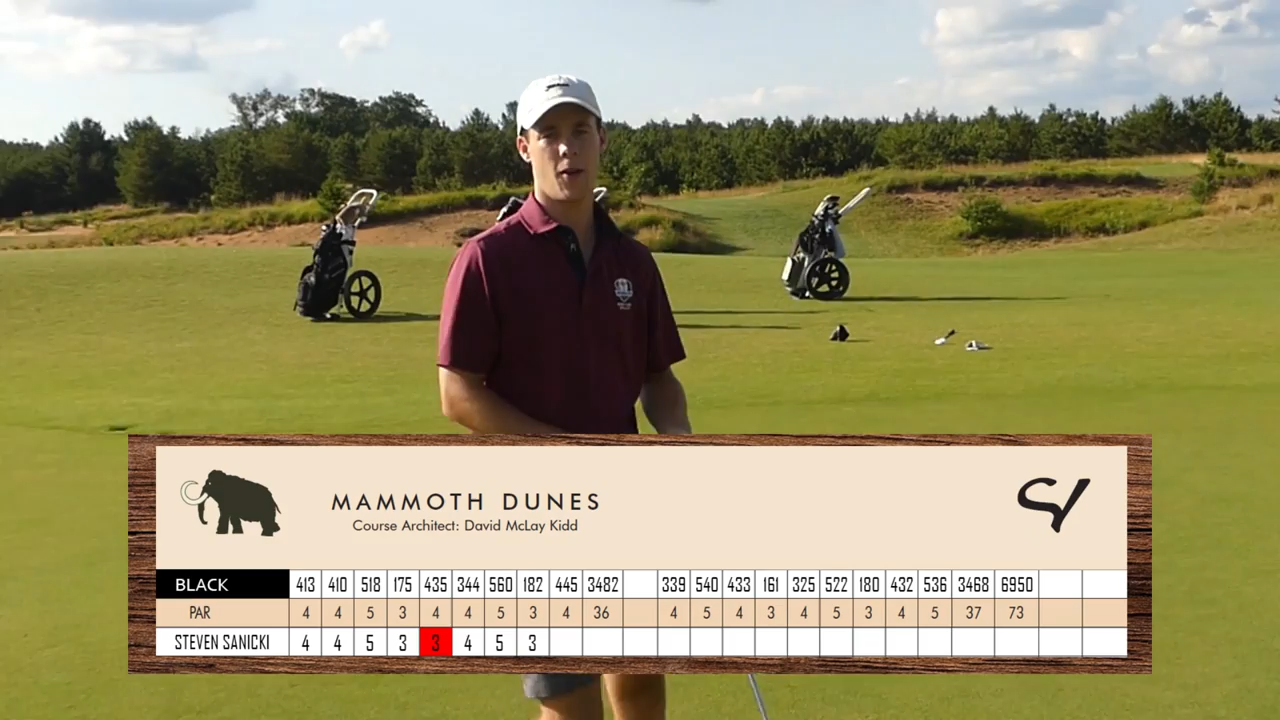 MAMMOTH DUNES
Course Architect: David McLay Kidd
BLACK 413 410 518 175 435 344 560 182 445 3482 339 540 433 161 325 522 180 432 536 3468 6950
PAR 4 4 5 3 4 4 5 3 4 36 4 5 4 3 4 5 3 4 5 37 73
STEVEN SANICKI 4 4 5 3 3 4 5 3